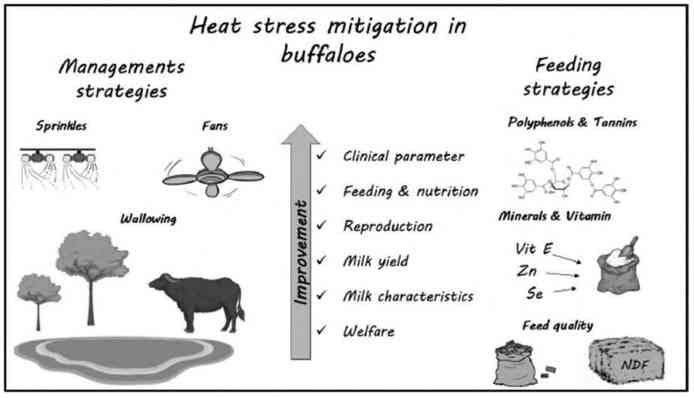 Heat stress mitigation in
buffaloes
Managements
strategies
Sprinkles
Fans
Wallowing
Improvement
✓ Clinical parameter
✓ Feeding & nutrition
✓ Reproduction
✓ Milk yield
✓ Milk characteristics
✓ Welfare
Feeding
strategies
Polyphenols & Tannins
Minerals & Vitamin
Vit E
Zn
Se
Feed quality
NDF